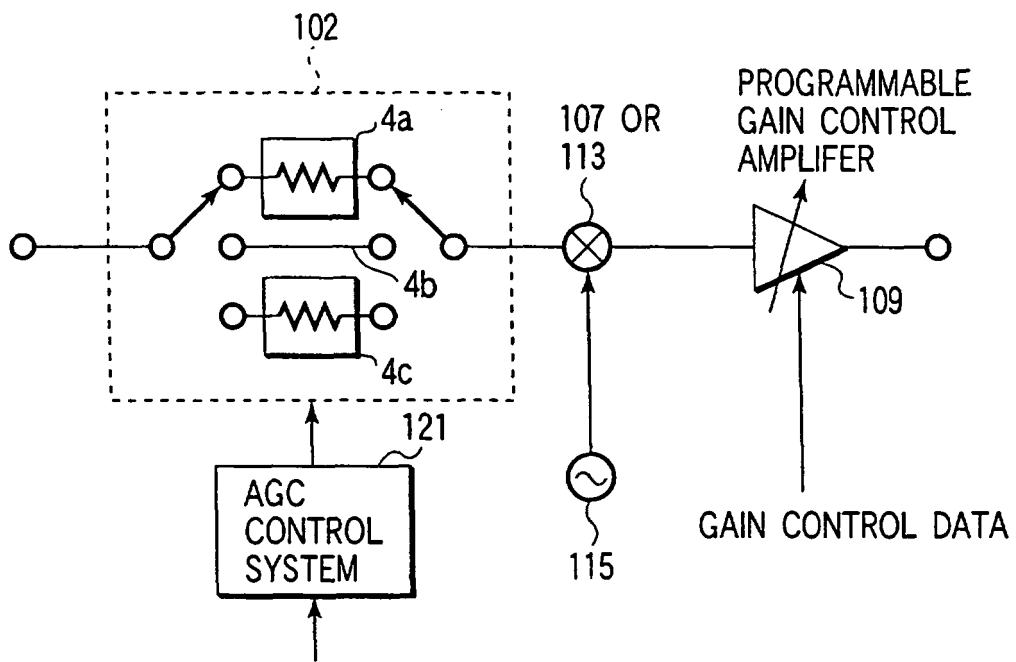 102
4a
4b
4c
107 OR
113
PROGRAMMABLE
GAIN CONTROL
AMPLIFER
109
121
AGC
CONTROL
SYSTEM
115
GAIN CONTROL DATA